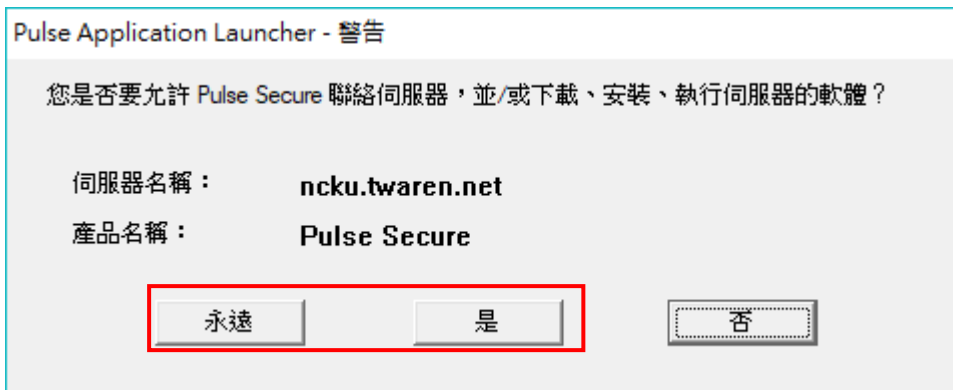 Pulse Application Launcher - 警告
您是否要允許 Pulse Secure 聯絡伺服器，並/或下載、安裝、執行伺服器的軟體？
伺服器名稱： ncku.twaren.net
產品名稱： Pulse Secure
永遠 是 否